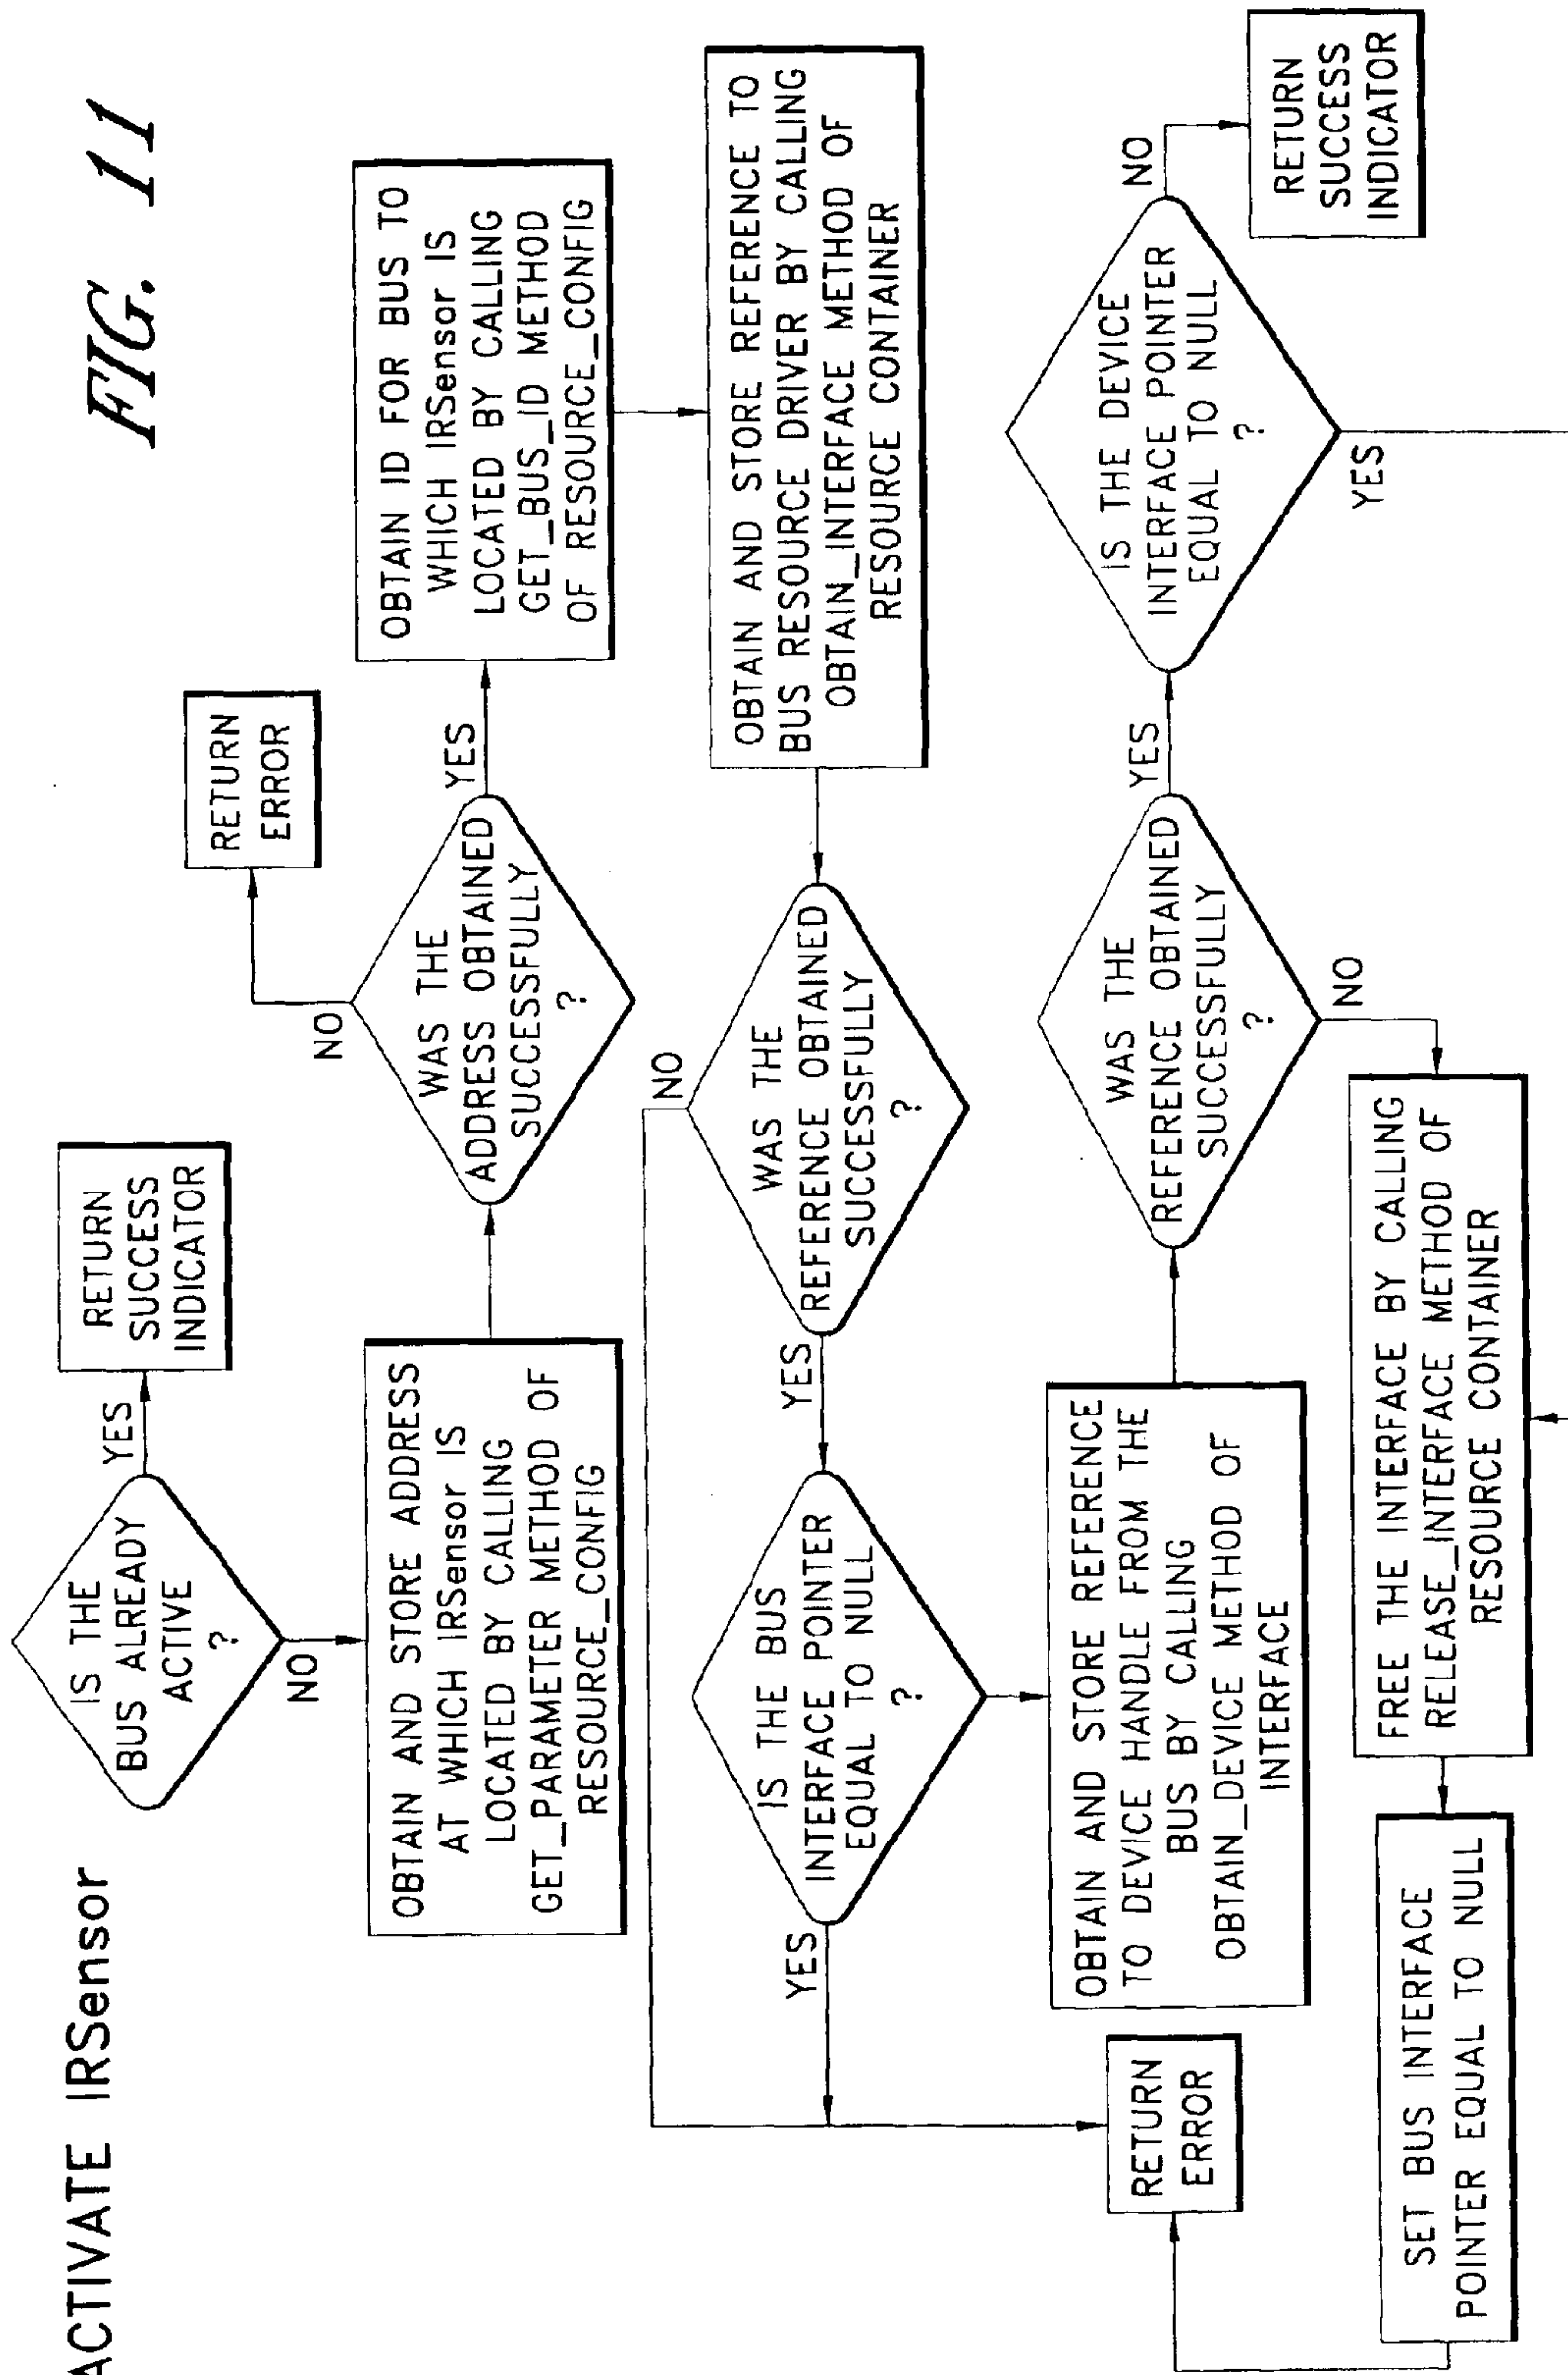 ACTIVATE IRSensor
FIG. 11
IS THE
BUS ALREADY
ACTIVE
?
YES
RETURN
SUCCESS
INDICATOR
NO
OBTAIN AND STORE ADDRESS
AT WHICH IRSensor IS
LOCATED BY CALLING
GET_PARAMETER METHOD OF
RESOURCE_CONFIG
WAS THE
ADDRESS OBTAINED
SUCCESSFULLY
?
NO
RETURN
ERROR
YES
OBTAIN ID FOR BUS TO
WHICH IRSensor IS
LOCATED BY CALLING
GET_BUS_ID METHOD
OF RESOURCE_CONFIG
OBTAIN AND STORE REFERENCE TO
BUS RESOURCE DRIVER BY CALLING
OBTAIN_INTERFACE METHOD OF
RESOURCE CONTAINER
WAS THE
REFERENCE OBTAINED
SUCCESSFULLY
?
NO
YES
IS THE BUS
INTERFACE POINTER
EQUAL TO NULL
?
YES
RETURN
ERROR
OBTAIN AND STORE REFERENCE
TO DEVICE HANDLE FROM THE
BUS BY CALLING
OBTAIN_DEVICE METHOD OF
INTERFACE
WAS THE
REFERENCE OBTAINED
SUCCESSFULLY
?
YES
NO
IS THE DEVICE
INTERFACE POINTER
EQUAL TO NULL
?
NO
RETURN
SUCCESS
INDICATOR
YES
FREE THE INTERFACE BY CALLING
RELEASE_INTERFACE METHOD OF
RESOURCE CONTAINER
SET BUS INTERFACE
POINTER EQUAL TO NULL